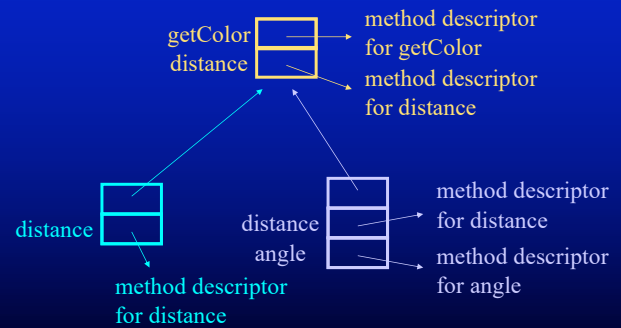 getColor
distance
method descriptor
for getColor
method descriptor
for distance
distance
method descriptor
for distance
distance
angle
method descriptor
for distance
method descriptor
for angle